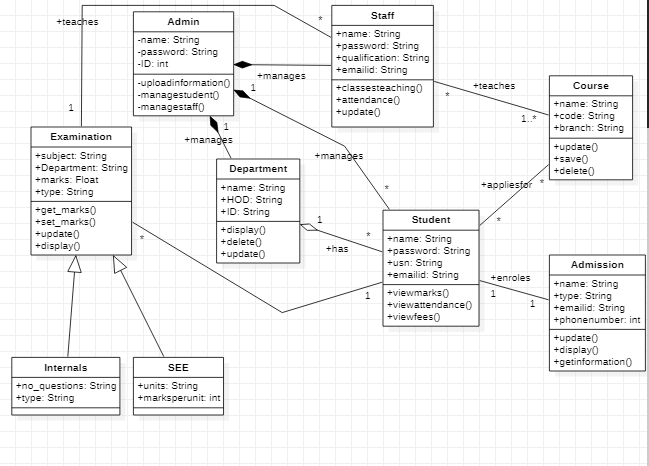 +teaches
Admin
-name: String
-password: String
-ID: int
-uploadinformation()
-managestudent()
-managestaff()
*
Staff
+name: String
+password: String
+qualification: String
+emailid: String
+classesteaching()
+attendance()
+update()
+manages
1
+teaches
*
1..*
Course
+name: String
+code: String
+branch: String
+update()
+save()
+delete()
1
Examination
+subject: String
+Department: String
+marks: Float
+type: String
+get_marks()
+set_marks()
+update()
+display()
1
+manages
+manages
*
Department
+name: String
+HOD: String
+ID: String
+display()
+delete()
+update()
+appliesfor
*
*
1
+has
*
Student
+name: String
+password: String
+usn: String
+emailid: String
+viewmarks()
+viewattendance()
+viewfees()
*
1
+enroles
1
1
Admission
+name: String
+type: String
+emailid: String
+phonenumber: int
+update()
+display()
+getinformation()
Internals
+no_questions: String
+type: String
SEE
+units: String
+marksperunit: int